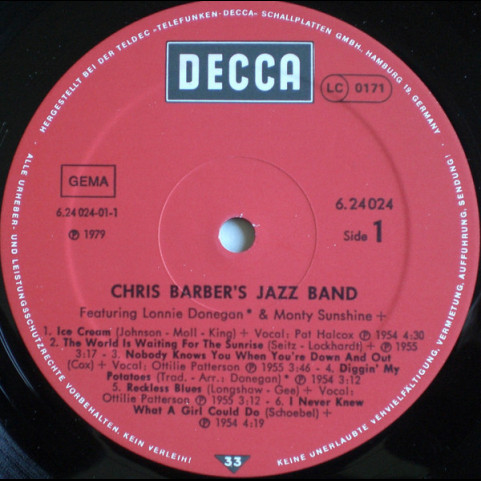 HERGESTELLT BEI DER TELDEC »TELEFUNKEN-DECCA« SCHALLPLATTEN GMBH, HAMBURG 19, GERMANY ·
DECCA
LC 0171
GEMA
6.24 024-01-1
℗ 1979
6.24024
Side 1
CHRIS BARBER'S JAZZ BAND
Featuring Lonnie Donegan* & Monty Sunshine +
1. Ice Cream (Johnson - Moll - King) + Vocal: Pat Halcox ℗ 1954 4:30
2. The World Is Waiting For The Sunrise (Seitz - Lockhardt) + ℗ 1955
3:17 - 3. Nobody Knows You When You're Down And Out
(Cox) + Vocal: Ottilie Patterson ℗ 1955 3:46 - 4. Diggin' My
Potatoes (Trad. - Arr.: Donegan)* ℗ 1954 3:12
5. Reckless Blues (Longshaw - Gee) + Vocal:
Ottilie Patterson ℗ 1955 3:12 - 6. I Never Knew
What A Girl Could Do (Schoebel) +
℗ 1954 4:19
33
ALLE URHEBER- UND LEISTUNGSSCHUTZRECHTE VORBEHALTEN. KEIN VERLEIH!
KEINE UNERLAUBTE VERVIELFÄLTIGUNG, VERMIETUNG, AUFFÜHRUNG, SENDUNG!